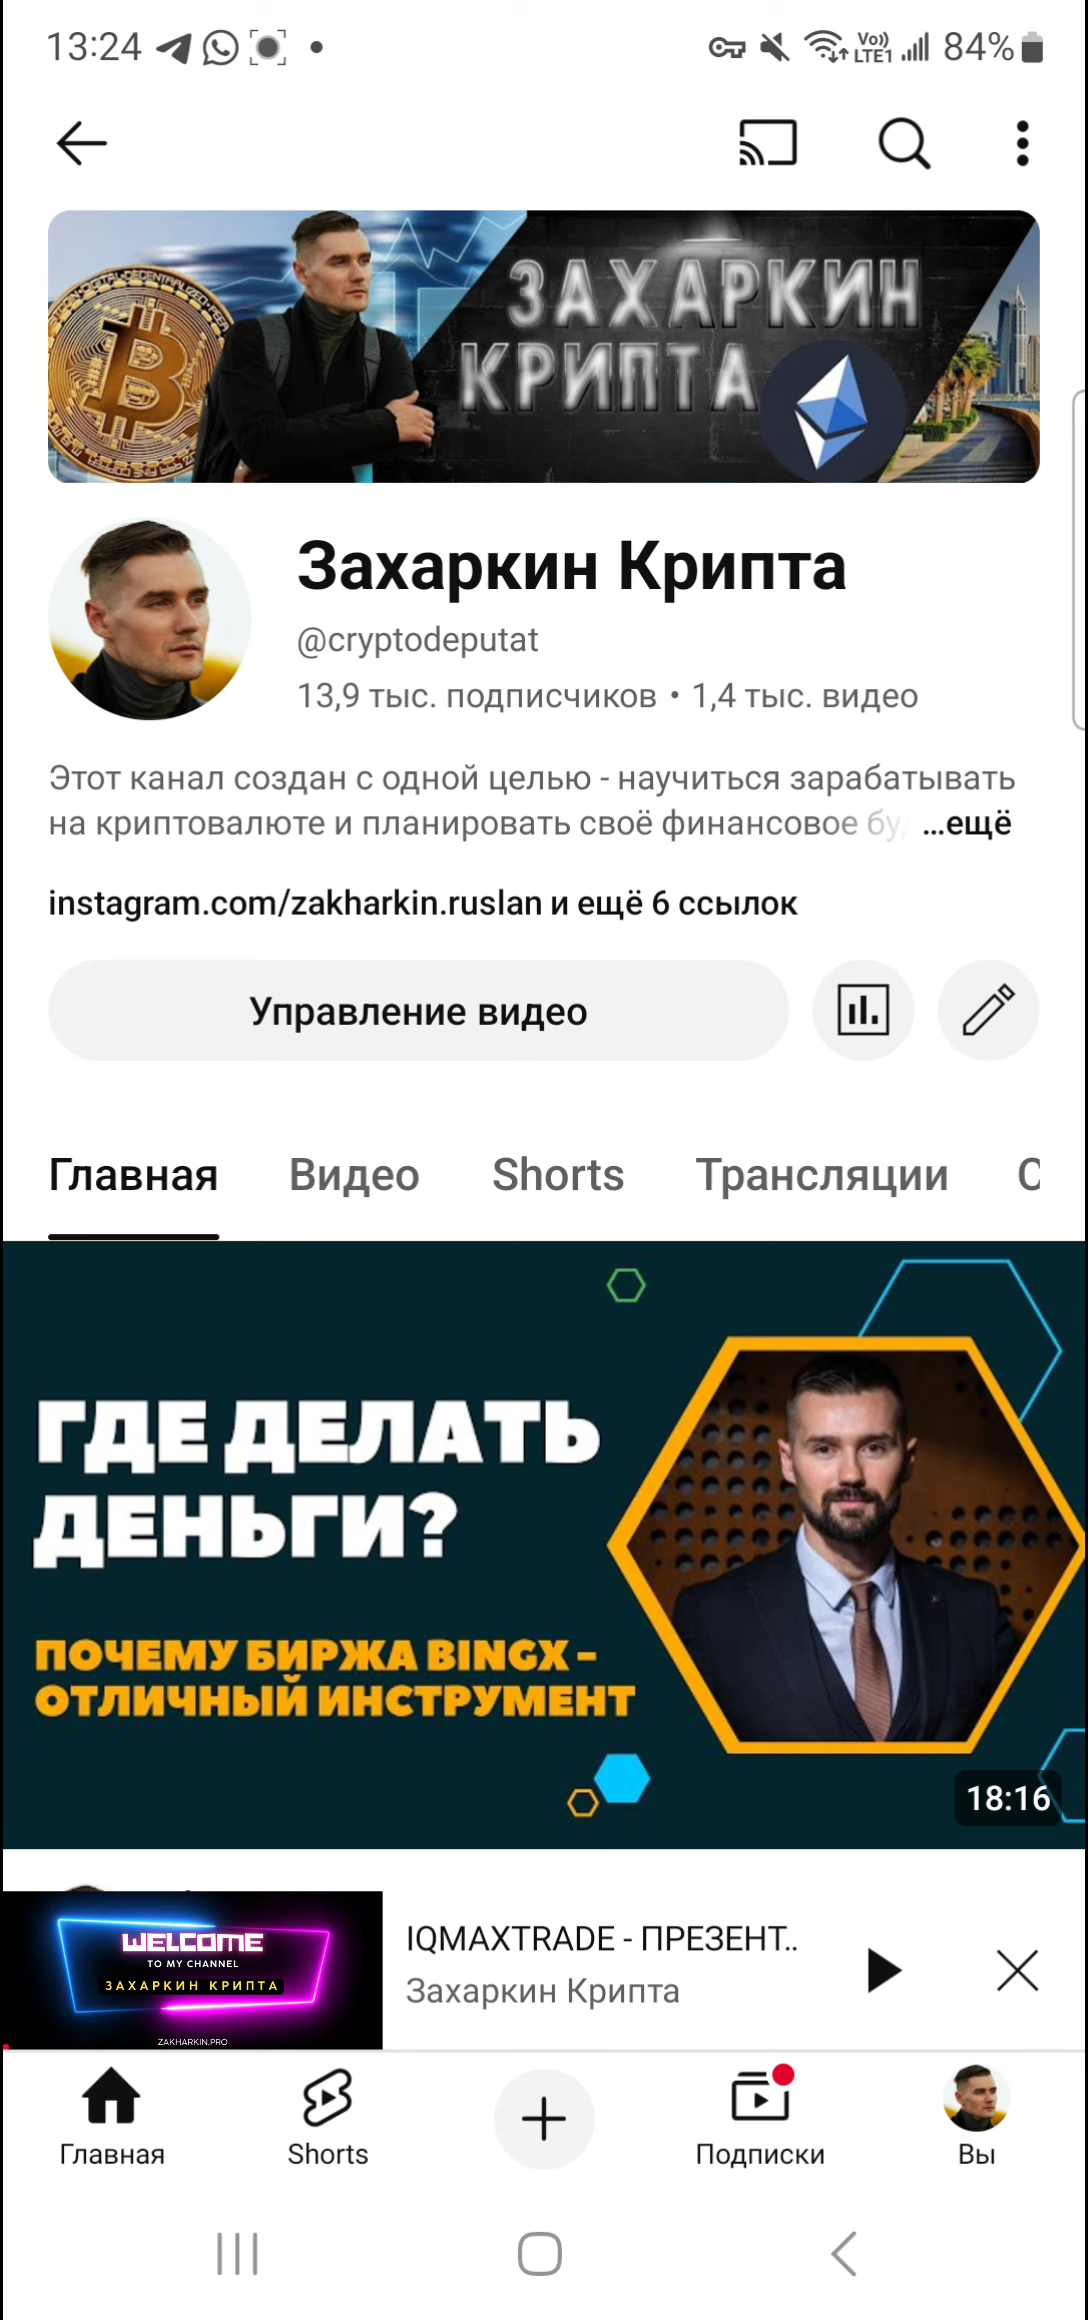 13:24
Vo))
LTE1
84%
ЗАХАРКИН
КРИПТА
Захаркин Крипта
@cryptodeputat
13,9 тыс. подписчиков • 1,4 тыс. видео
Этот канал создан с одной целью - научиться зарабатывать
на криптовалюте и планировать своё финансовое бу ...ещё
instagram.com/zakharkin.ruslan и ещё 6 ссылок
Управление видео
Главная Видео Shorts Трансляции С
ГДЕ ДЕЛАТЬ
ДЕНЬГИ?
ПОЧЕМУ БИРЖА BINGX -
ОТЛИЧНЫЙ ИНСТРУМЕНТ
18:16
WELCOME
TO MY CHANNEL
ЗАХАРКИН КРИПТА
ZAKHARKIN.PRO
IQMAXTRADE - ПРЕЗЕНТ..
Захаркин Крипта
Главная Shorts Подписки Вы